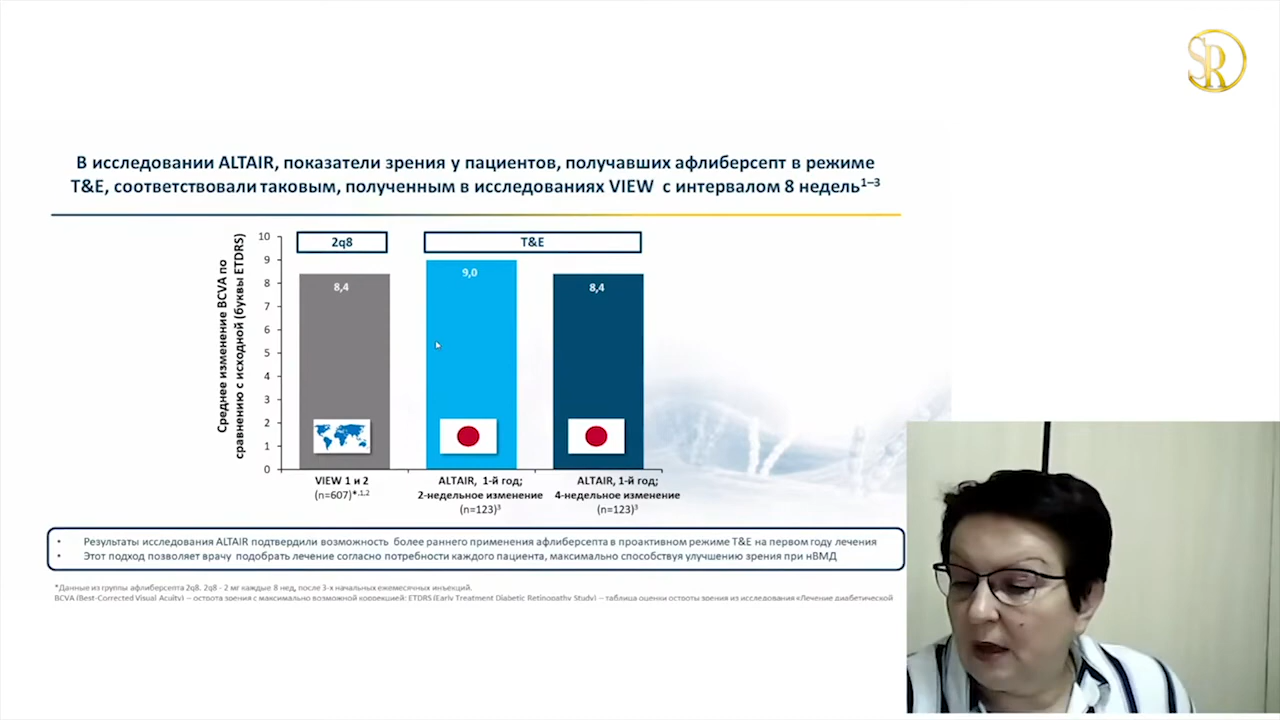 SR
В исследовании ALTAIR, показатели зрения у пациентов, получавших афлиберсепт в режиме
T&E, соответствовали таковым, полученным в исследованиях VIEW с интервалом 8 недель¹⁻³
Среднее изменение BCVA по
сравнению с исходной (буквы ETDRS)
10
9
8
7
6
5
4
3
2
1
0
2q8
T&E
8,4
9,0
8,4
VIEW 1 и 2
(n=607)*,1,2
ALTAIR, 1-й год;
2-недельное изменение
(n=123)³
ALTAIR, 1-й год;
4-недельное изменение
(n=123)³
• Результаты исследования ALTAIR подтвердили возможность более раннего применения афлиберсепта в проактивном режиме T&E на первом году лечения
• Этот подход позволяет врачу подобрать лечение согласно потребности каждого пациента, максимально способствуя улучшению зрения при нВМД
*Данные из группы афлиберсепта 2q8. 2q8 - 2 мг каждые 8 нед, после 3-х начальных ежемесячных инъекций.
BCVA (Best-Corrected Visual Acuity) – острота зрения с максимально возможной коррекцией; ETDRS (Early Treatment Diabetic Retinopathy Study) – таблица оценки остроты зрения из исследования «Лечение диабетической